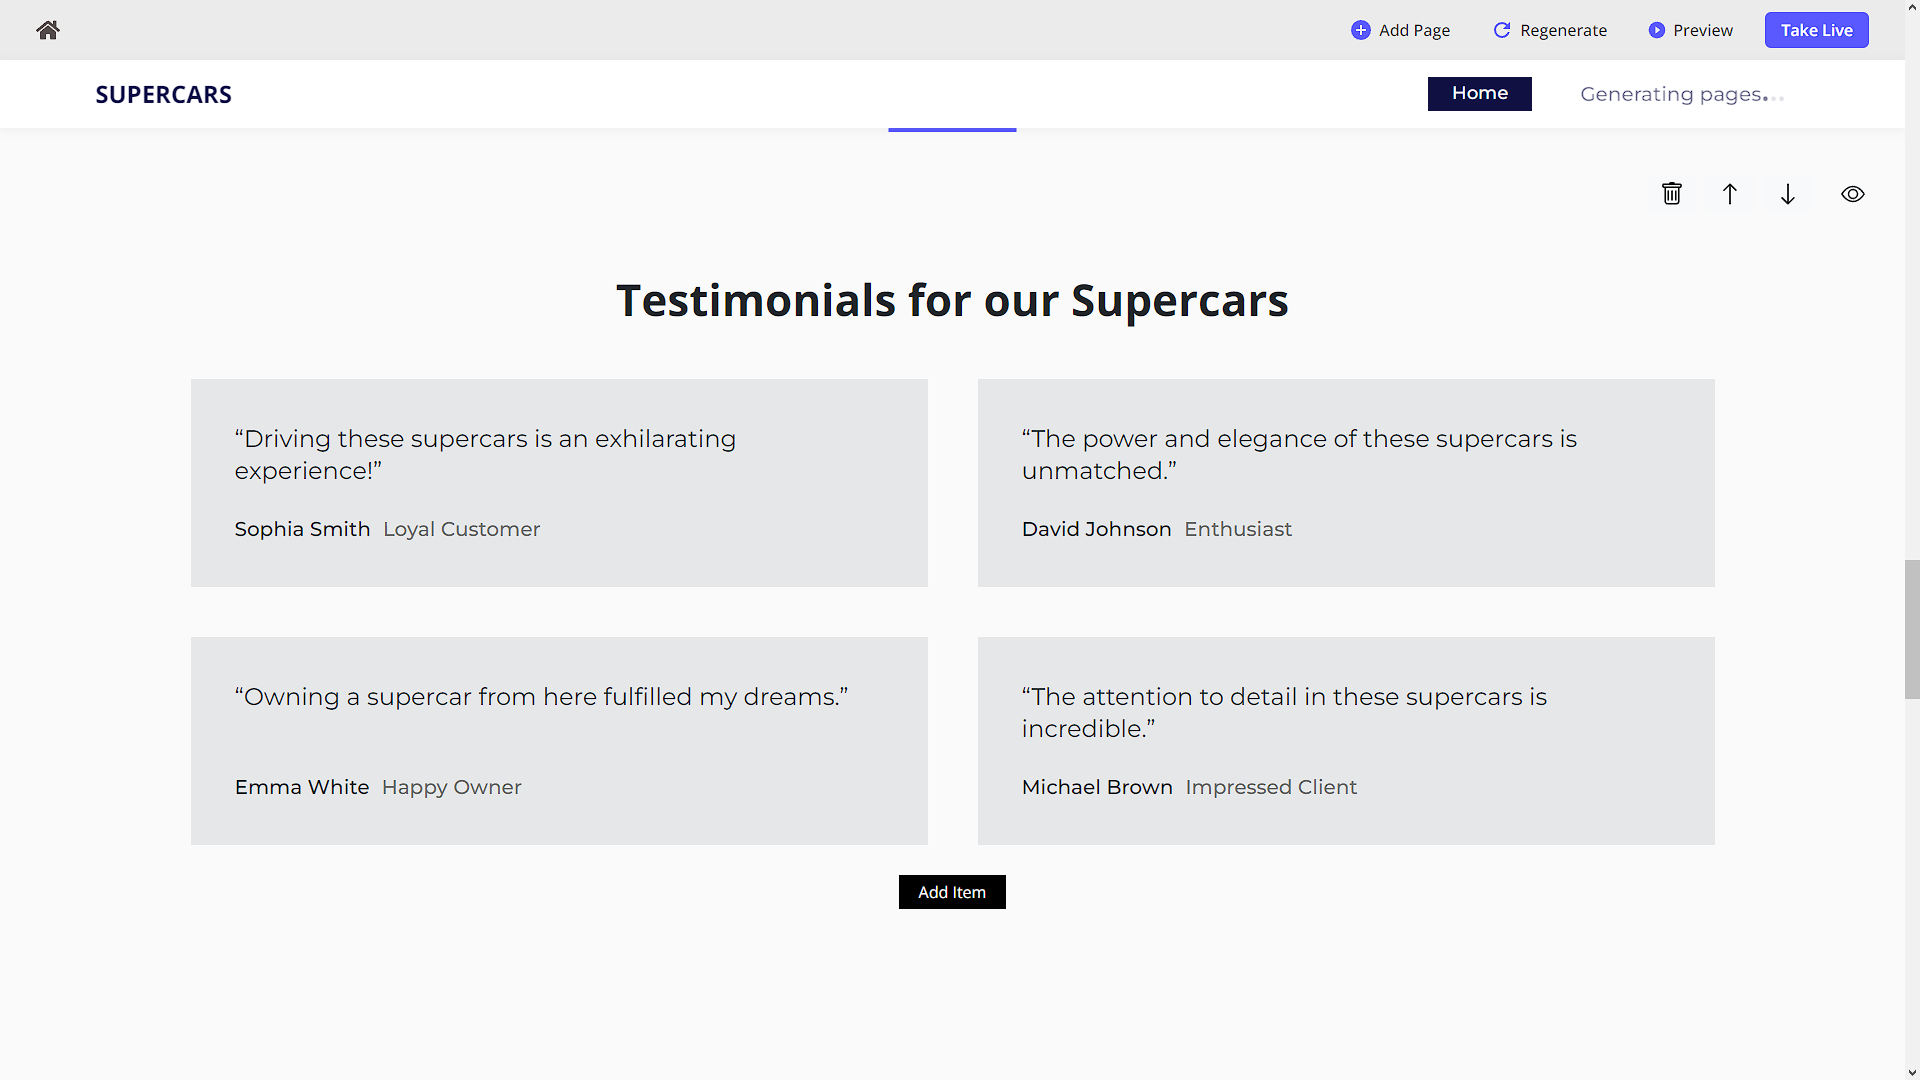 Add Page Regenerate Preview Take Live
SUPERCARS Home Generating pages...
Testimonials for our Supercars
“Driving these supercars is an exhilarating
experience!”
Sophia Smith Loyal Customer
“The power and elegance of these supercars is
unmatched.”
David Johnson Enthusiast
“Owning a supercar from here fulfilled my dreams.”
Emma White Happy Owner
“The attention to detail in these supercars is
incredible.”
Michael Brown Impressed Client
Add Item